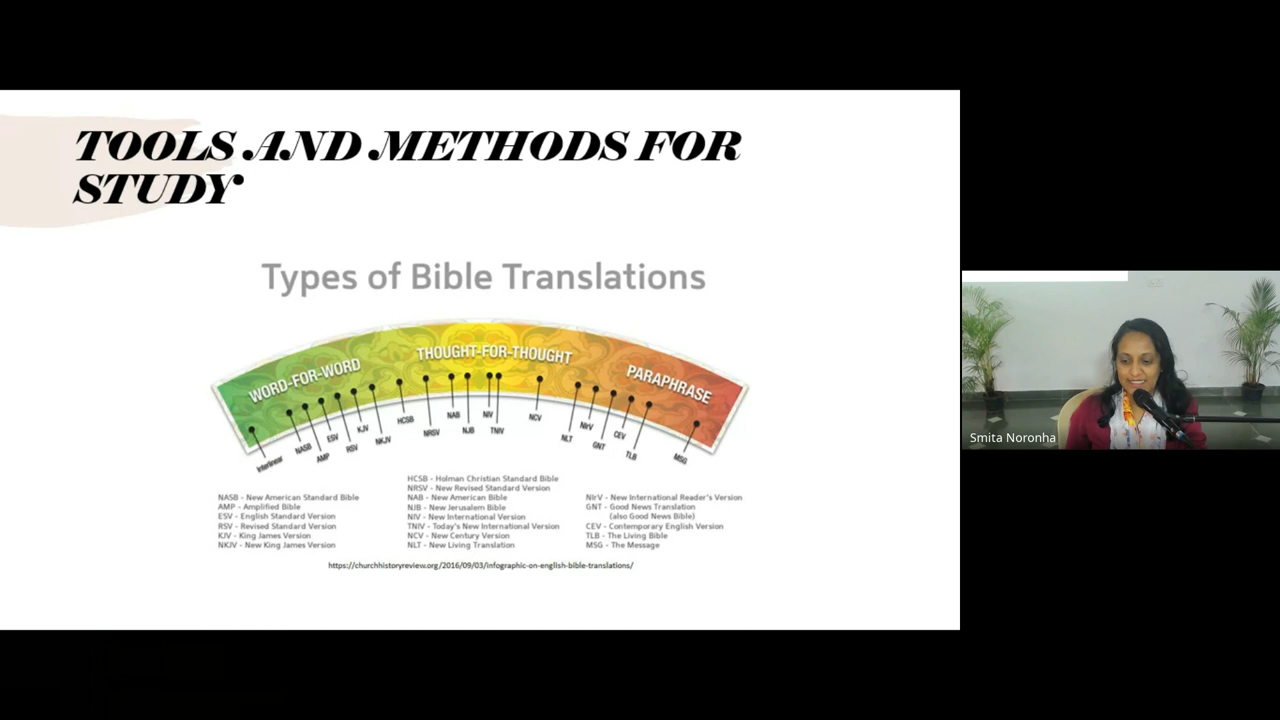 TOOLS AND METHODS FOR
STUDY
Types of Bible Translations
WORD-FOR-WORD
THOUGHT-FOR-THOUGHT
PARAPHRASE
Interlinear
NASB
AMP
ESV
RSV
KJV
NKJV
HCSB
NRSV
NAB
NJB
NIV
TNIV
NCV
NLT
NIrV
GNT
CEV
TLB
MSG
NASB - New American Standard Bible
AMP - Amplified Bible
ESV - English Standard Version
RSV - Revised Standard Version
KJV - King James Version
NKJV - New King James Version
HCSB - Holman Christian Standard Bible
NRSV - New Revised Standard Version
NAB - New American Bible
NJB - New Jerusalem Bible
NIV - New International Version
TNIV - Today's New International Version
NCV - New Century Version
NLT - New Living Translation
NIrV - New International Reader's Version
GNT - Good News Translation
(also Good News Bible)
CEV - Contemporary English Version
TLB - The Living Bible
MSG - The Message
https://churchhistoryreview.org/2016/09/03/infographic-on-english-bible-translations/
Smita Noronha